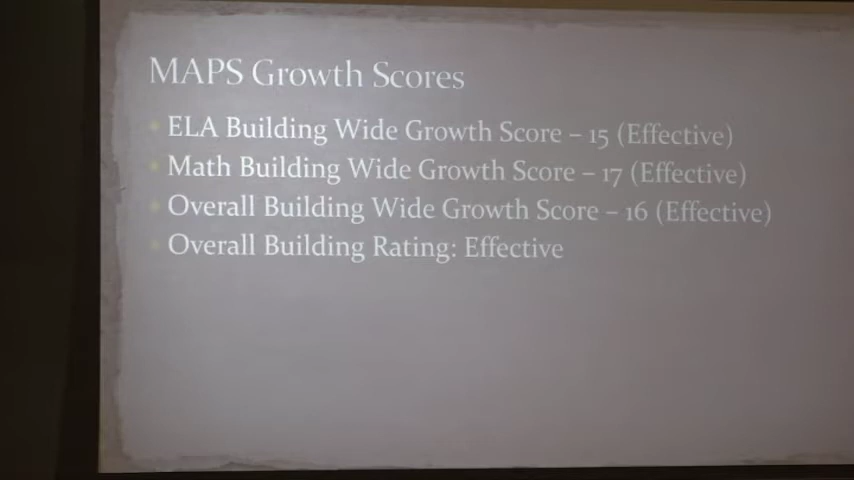 MAPS Growth Scores
ELA Building Wide Growth Score – 15 (Effective)
Math Building Wide Growth Score – 17 (Effective)
Overall Building Wide Growth Score – 16 (Effective)
Overall Building Rating: Effective